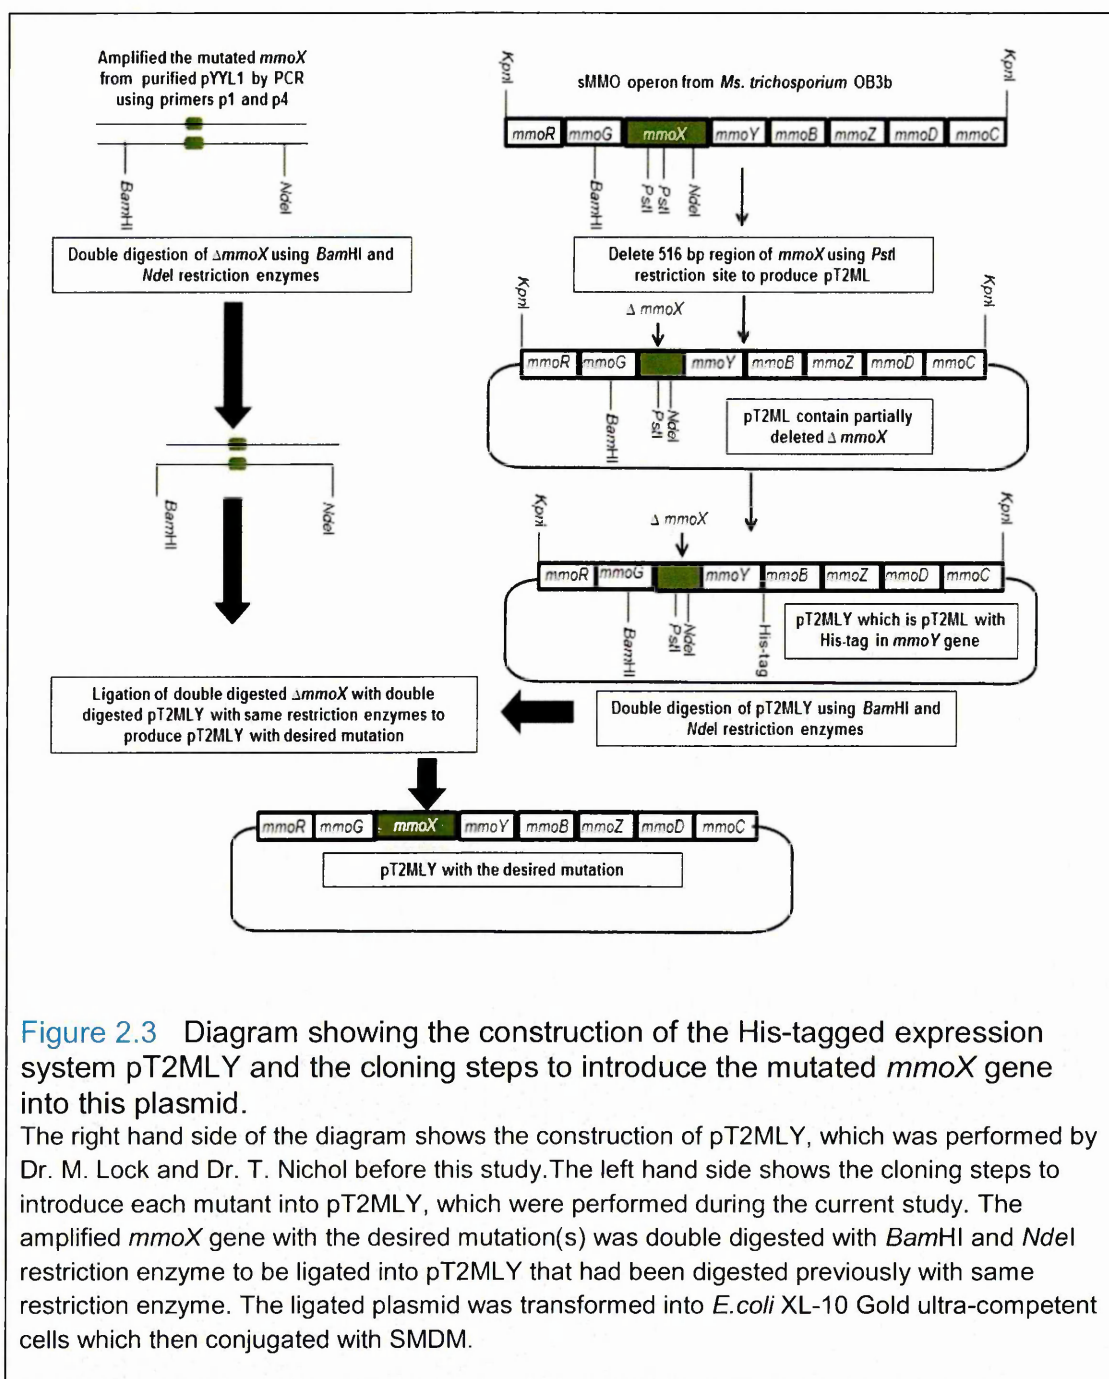 Amplified the mutated mmoX
from purified pYYL1 by PCR
using primers p1 and p4
BamHI
NdeI
Double digestion of ΔmmoX using BamHI and
NdeI restriction enzymes
BamHI
NdeI
KpnI
sMMO operon from Ms. trichosporium OB3b
KpnI
mmoR mmoG mmoX mmoY mmoB mmoZ mmoD mmoC
BamHI
PstI
PstI
NdeI
Delete 516 bp region of mmoX using PstI
restriction site to produce pT2ML
KpnI
Δ mmoX
KpnI
mmoR mmoG mmoY mmoB mmoZ mmoD mmoC
BamHI
PstI
NdeI
pT2ML contain partially
deleted Δ mmoX
KpnI
Δ mmoX
KpnI
mmoR mmoG mmoY mmoB mmoZ mmoD mmoC
BamHI
PstI
NdeI
His-tag
pT2MLY which is pT2ML with
His-tag in mmoY gene
Ligation of double digested ΔmmoX with double
digested pT2MLY with same restriction enzymes to
produce pT2MLY with desired mutation
Double digestion of pT2MLY using BamHI and
NdeI restriction enzymes
mmoR mmoG mmoX mmoY mmoB mmoZ mmoD mmoC
pT2MLY with the desired mutation
Figure 2.3 Diagram showing the construction of the His-tagged expression
system pT2MLY and the cloning steps to introduce the mutated mmoX gene
into this plasmid.
The right hand side of the diagram shows the construction of pT2MLY, which was performed by
Dr. M. Lock and Dr. T. Nichol before this study.The left hand side shows the cloning steps to
introduce each mutant into pT2MLY, which were performed during the current study. The
amplified mmoX gene with the desired mutation(s) was double digested with BamHI and NdeI
restriction enzyme to be ligated into pT2MLY that had been digested previously with same
restriction enzyme. The ligated plasmid was transformed into E.coli XL-10 Gold ultra-competent
cells which then conjugated with SMDM.